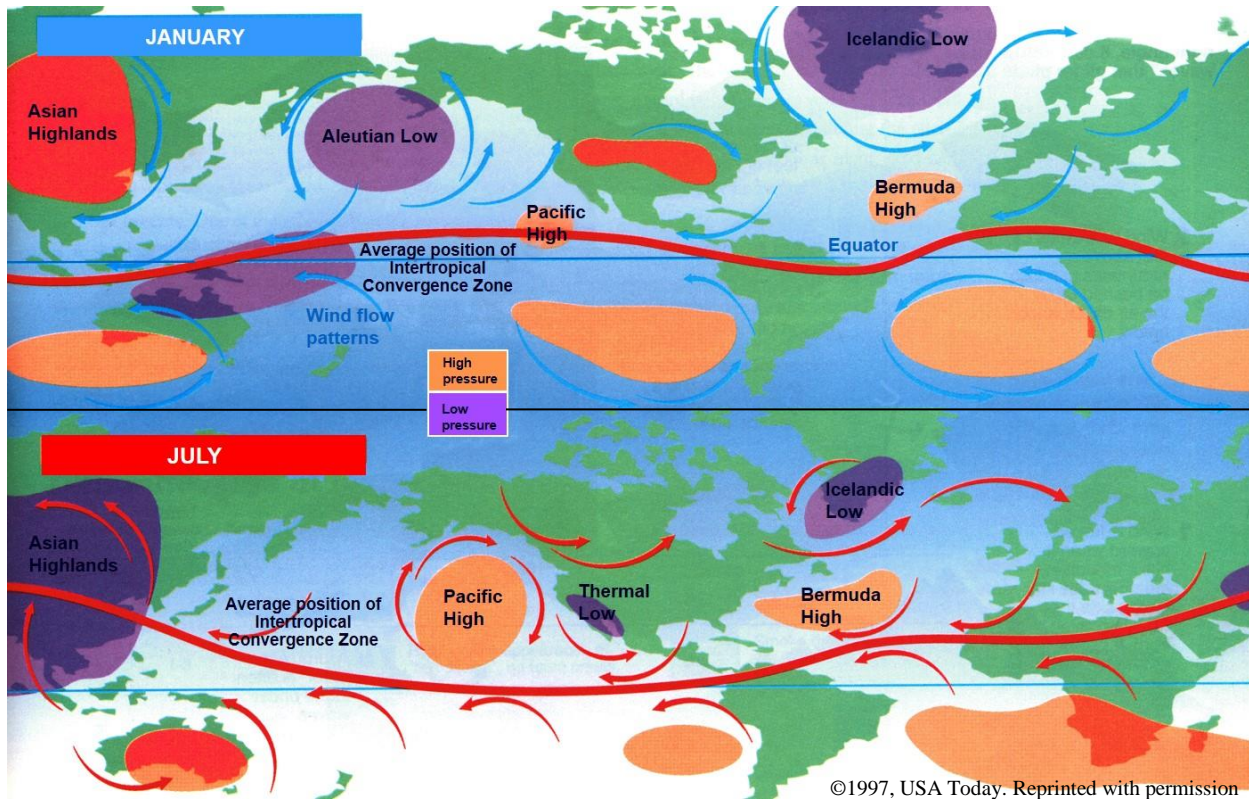 JANUARY
Icelandic Low
Asian
Highlands
Aleutian Low
Bermuda
High
Pacific
High
Equator
Average position of
Intertropical
Convergence Zone
Wind flow
patterns
High
pressure
Low
pressure
JULY
Icelandic
Low
Asian
Highlands
Thermal
Low
Pacific
High
Bermuda
High
Average position of
Intertropical
Convergence Zone
©1997, USA Today. Reprinted with permission